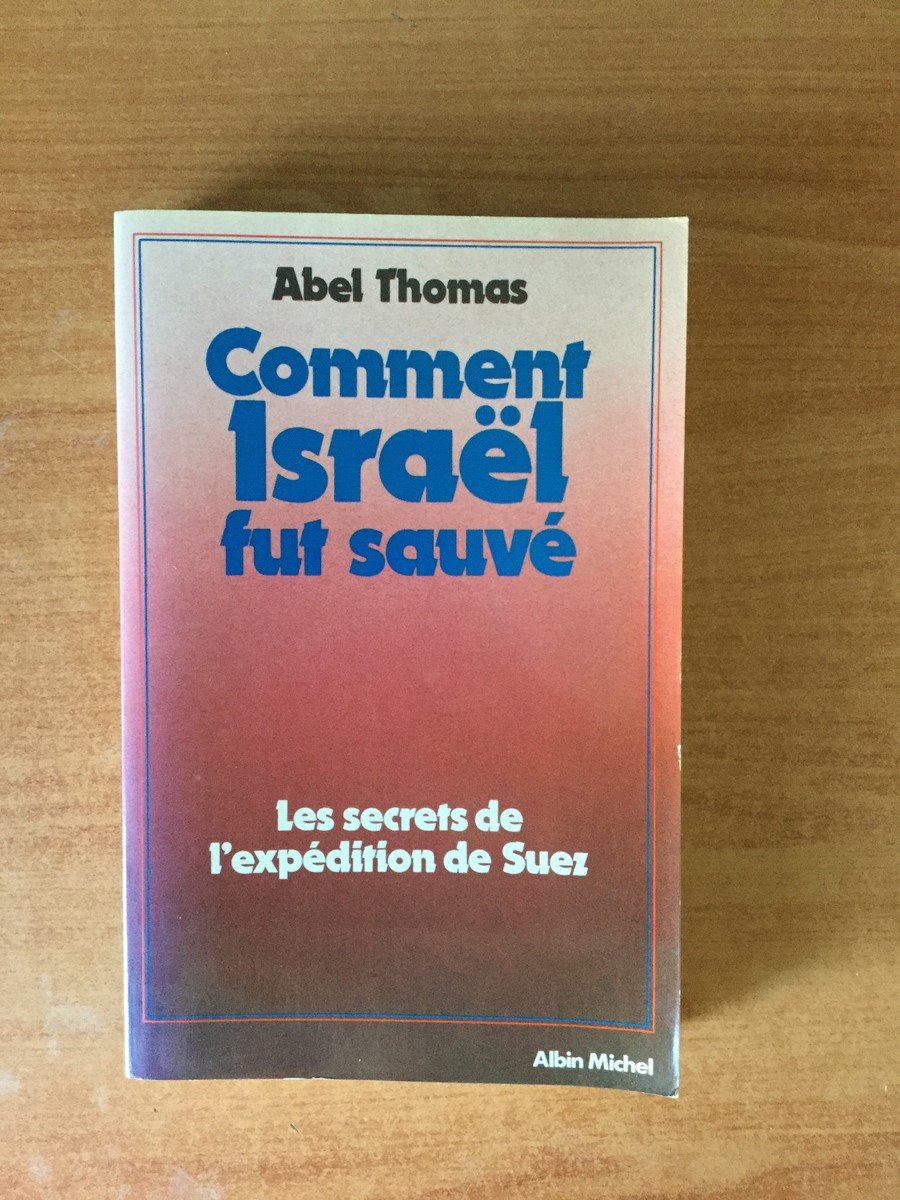 Abel Thomas
Comment
Israël
fut sauvé
Les secrets de
l'expédition de Suez
Albin Michel